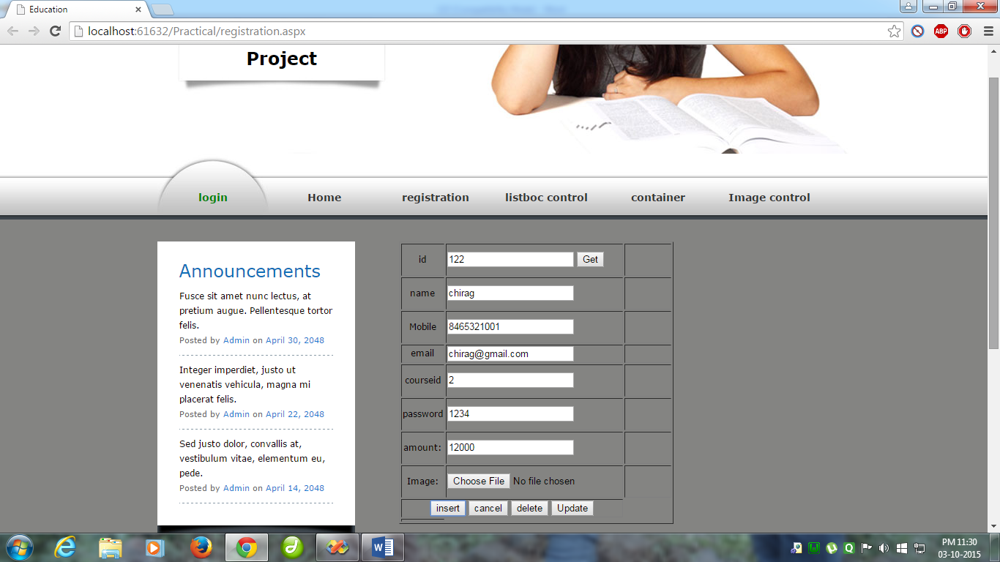 Education
localhost:61632/Practical/registration.aspx
ABP
Project
login Home registration listboc control container Image control
Announcements
Fusce sit amet nunc lectus, at
pretium augue. Pellentesque tortor
felis.
Posted by Admin on April 30, 2048
Integer imperdiet, justo ut
venenatis vehicula, magna mi
placerat felis.
Posted by Admin on April 22, 2048
Sed justo dolor, convallis at,
vestibulum vitae, elementum eu,
pede.
Posted by Admin on April 14, 2048
id 122 Get
name chirag
Mobile 8465321001
email chirag@gmail.com
courseid 2
password 1234
amount: 12000
Image: Choose File No file chosen
insert cancel delete Update
PM 11:30
03-10-2015